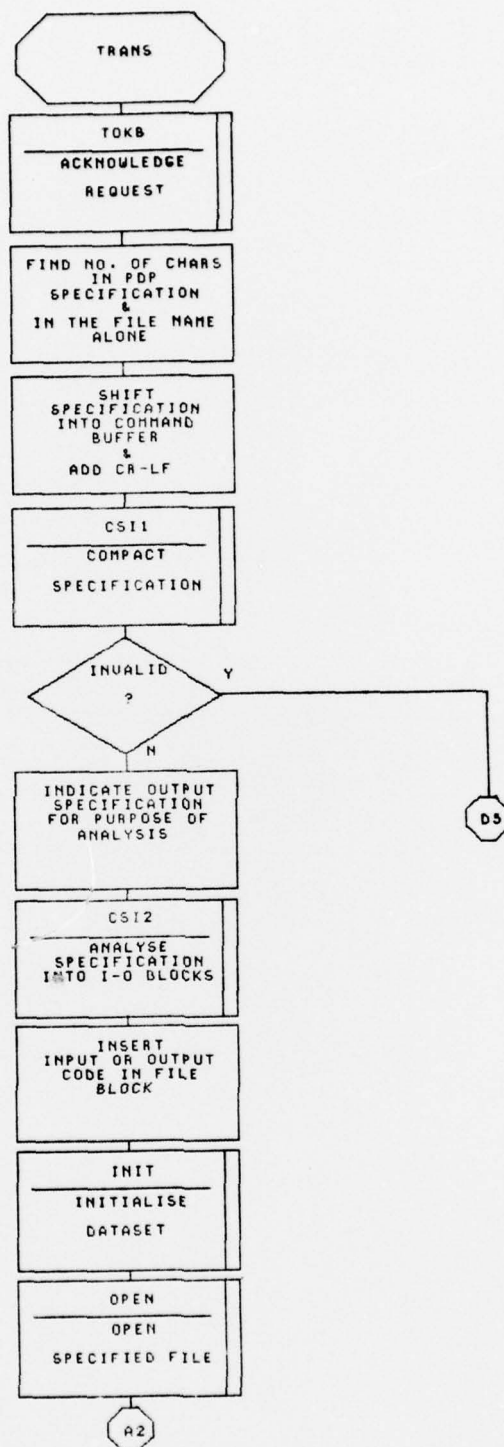 TRANS
TOKB
ACKNOWLEDGE
REQUEST
FIND NO. OF CHARS
IN PDP
SPECIFICATION
&
IN THE FILE NAME
ALONE
SHIFT
SPECIFICATION
INTO COMMAND
BUFFER
&
ADD CR-LF
CSI1
COMPACT
SPECIFICATION
INVALID
?
Y
N
INDICATE OUTPUT
SPECIFICATION
FOR PURPOSE OF
ANALYSIS
D5
CSI2
ANALYSE
SPECIFICATION
INTO I-O BLOCKS
INSERT
INPUT OR OUTPUT
CODE IN FILE
BLOCK
INIT
INITIALISE
DATASET
OPEN
OPEN
SPECIFIED FILE
A2